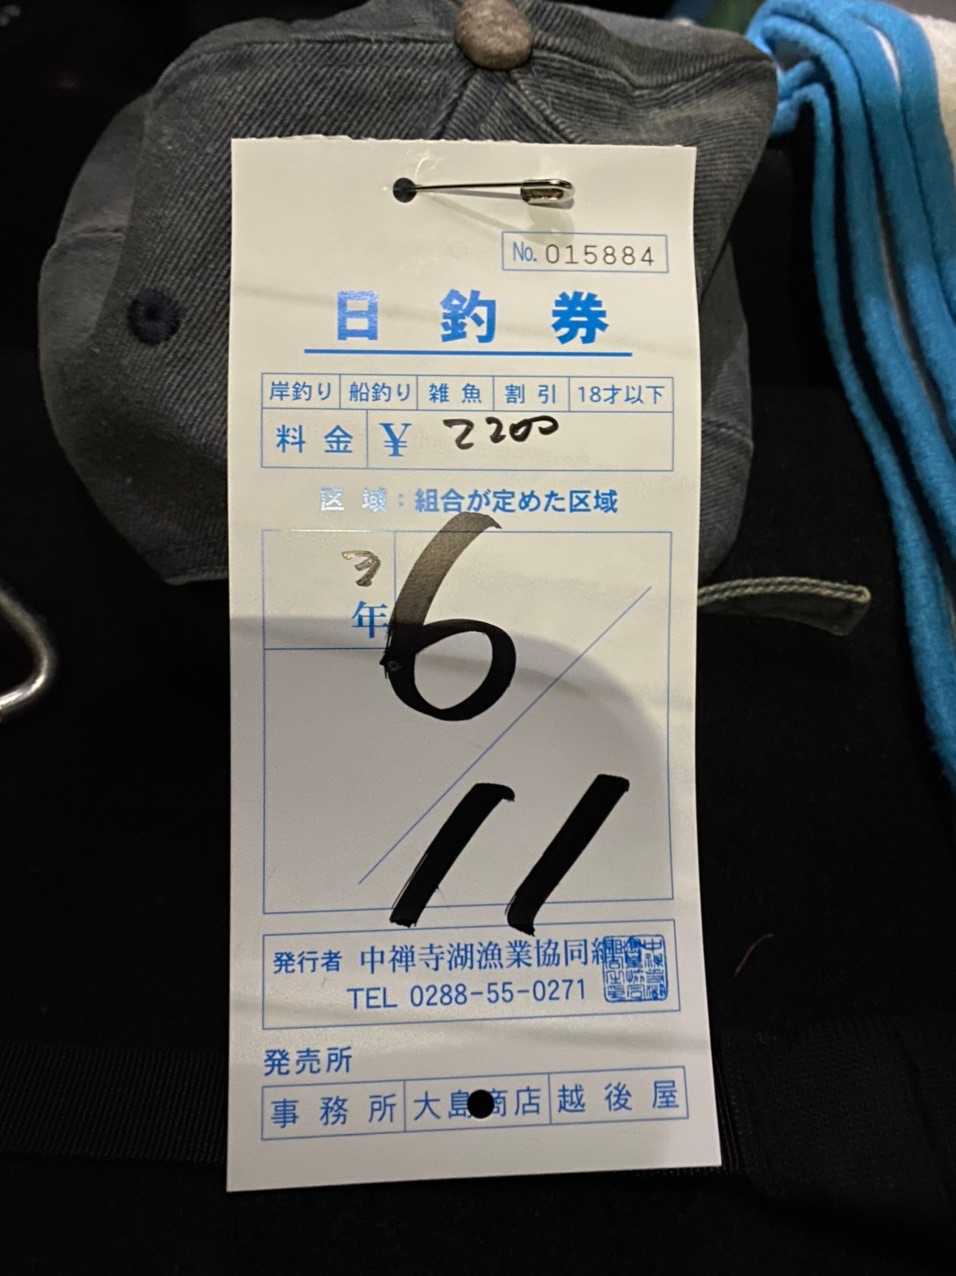 No. 015884
日釣券
岸釣り 船釣り 雑魚 割引 18才以下
料金 ¥ 2200
区域：組合が定めた区域
3年
6/11
発行者 中禅寺湖漁業協同組
TEL 0288-55-0271
発売所
事務所 大島商店 越後屋